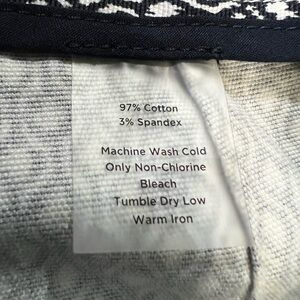 97% Cotton
3% Spandex
Machine Wash Cold
Only Non-Chlorine
Bleach
Tumble Dry Low
Warm Iron